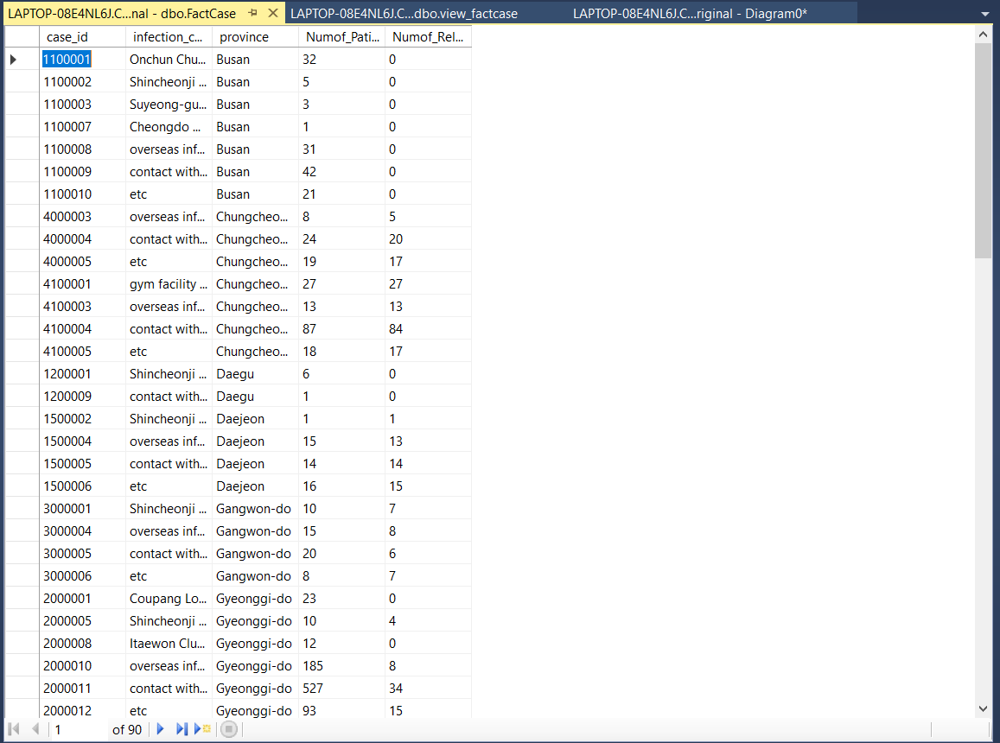 LAPTOP-08E4NL6J.C...nal - dbo.FactCase LAPTOP-08E4NL6J.C...dbo.view_factcase LAPTOP-08E4NL6J.C...riginal - Diagram0*
case_id infection_c... province Numof_Pati... Numof_Rel...
1100001 Onchun Chu... Busan 32 0
1100002 Shincheonji ... Busan 5 0
1100003 Suyeong-gu... Busan 3 0
1100007 Cheongdo ... Busan 1 0
1100008 overseas inf... Busan 31 0
1100009 contact with... Busan 42 0
1100010 etc Busan 21 0
4000003 overseas inf... Chungcheo... 8 5
4000004 contact with... Chungcheo... 24 20
4000005 etc Chungcheo... 19 17
4100001 gym facility ... Chungcheo... 27 27
4100003 overseas inf... Chungcheo... 13 13
4100004 contact with... Chungcheo... 87 84
4100005 etc Chungcheo... 18 17
1200001 Shincheonji ... Daegu 6 0
1200009 contact with... Daegu 1 0
1500002 Shincheonji ... Daejeon 1 1
1500004 overseas inf... Daejeon 15 13
1500005 contact with... Daejeon 14 14
1500006 etc Daejeon 16 15
3000001 Shincheonji ... Gangwon-do 10 7
3000004 overseas inf... Gangwon-do 15 8
3000005 contact with... Gangwon-do 20 6
3000006 etc Gangwon-do 8 7
2000001 Coupang Lo... Gyeonggi-do 23 0
2000005 Shincheonji ... Gyeonggi-do 10 4
2000008 Itaewon Clu... Gyeonggi-do 12 0
2000010 overseas inf... Gyeonggi-do 185 8
2000011 contact with... Gyeonggi-do 527 34
2000012 etc Gyeonggi-do 93 15
1 of 90